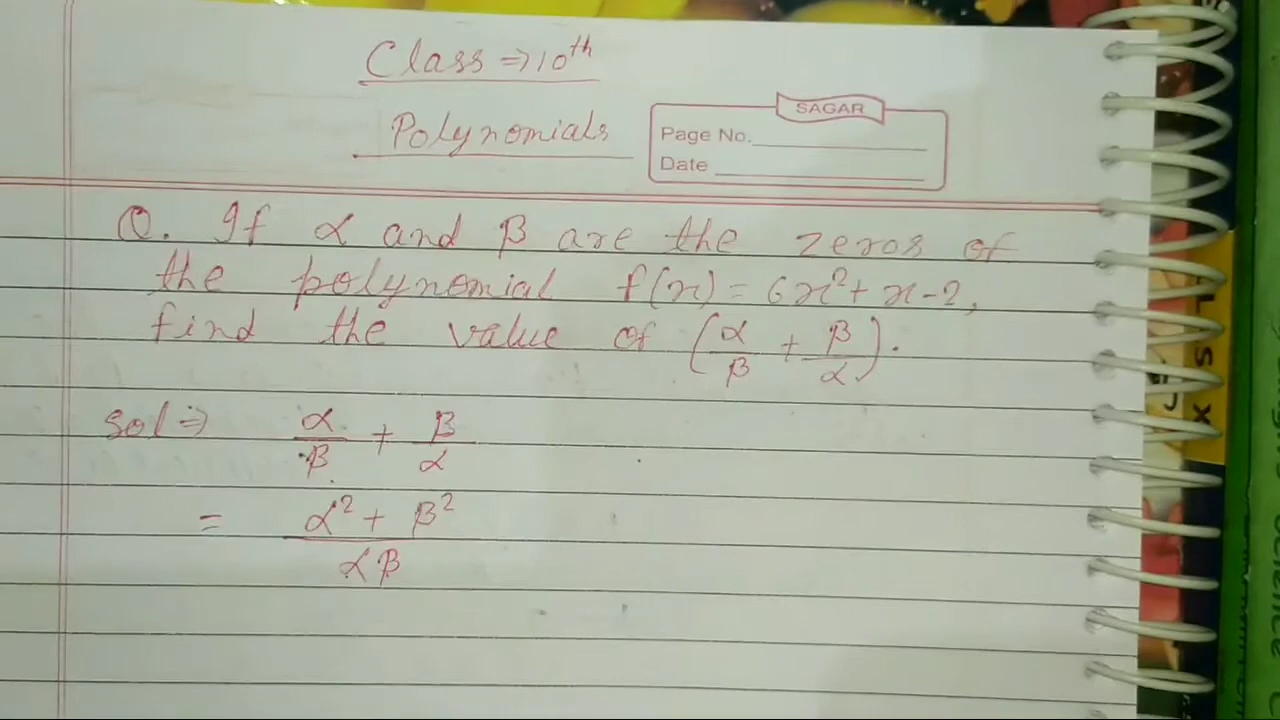 Class ⇒ 10th
Polynomials
SAGAR
Page No.
Date
Q. If α and β are the zeros of
the polynomial f(x) = 6x² + x - 2,
find the value of (α/β + β/α).
Sol ⇒ α/β + β/α
= α² + β² / αβ